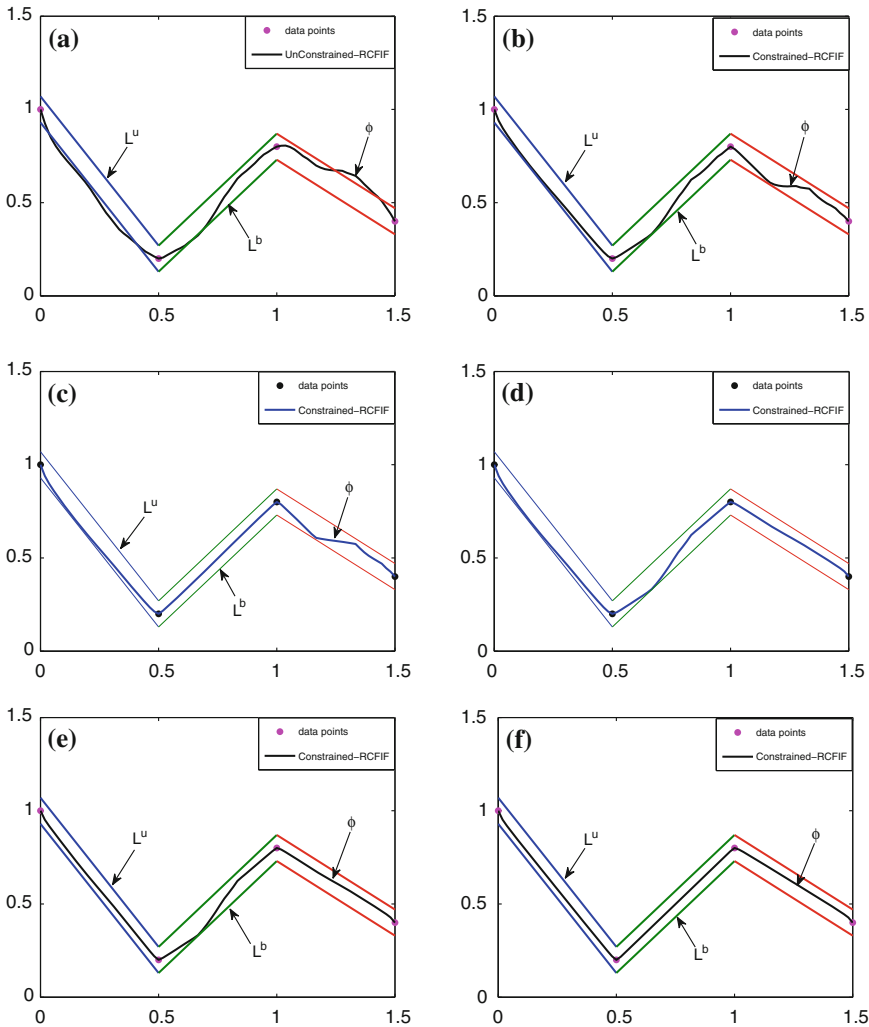 (a)
data points
UnConstrained-RCFIF
L^u
ϕ
L^b
1.5
1
0.5
0
0 0.5 1 1.5
(b)
data points
Constrained-RCFIF
L^u
ϕ
L^b
1.5
1
0.5
0
0 0.5 1 1.5
(c)
data points
Constrained-RCFIF
L^u
ϕ
L^b
1.5
1
0.5
0
0 0.5 1 1.5
(d)
data points
Constrained-RCFIF
1.5
1
0.5
0
0 0.5 1 1.5
(e)
data points
Constrained-RCFIF
L^u
ϕ
L^b
1.5
1
0.5
0
0 0.5 1 1.5
(f)
data points
Constrained-RCFIF
L^u
ϕ
L^b
1.5
1
0.5
0
0 0.5 1 1.5